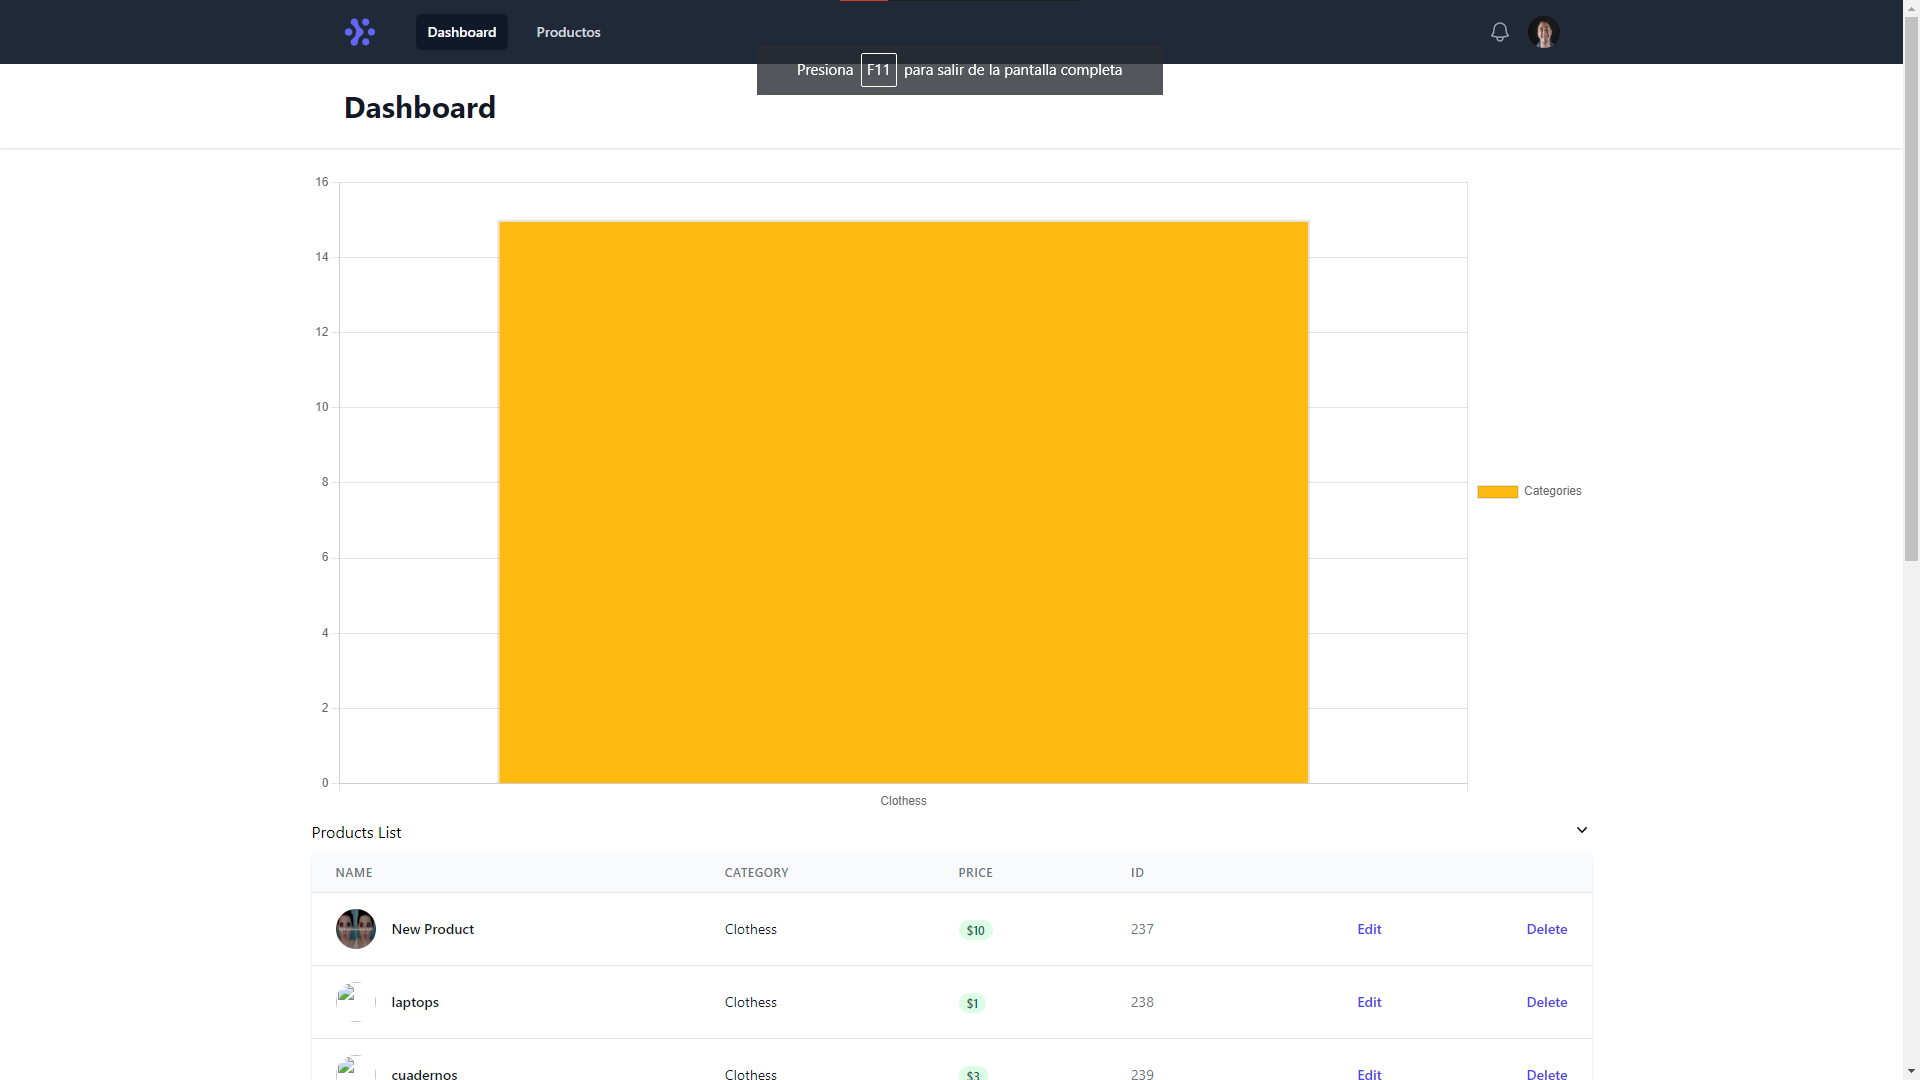 Dashboard Productos
Presiona F11 para salir de la pantalla completa
Dashboard
16
14
12
10
8
6
4
2
0
Categories
Clothess
Products List
NAME CATEGORY PRICE ID
New Product Clothess $10 237 Edit Delete
laptops Clothess $1 238 Edit Delete
cuadernos Clothess $3 239 Edit Delete